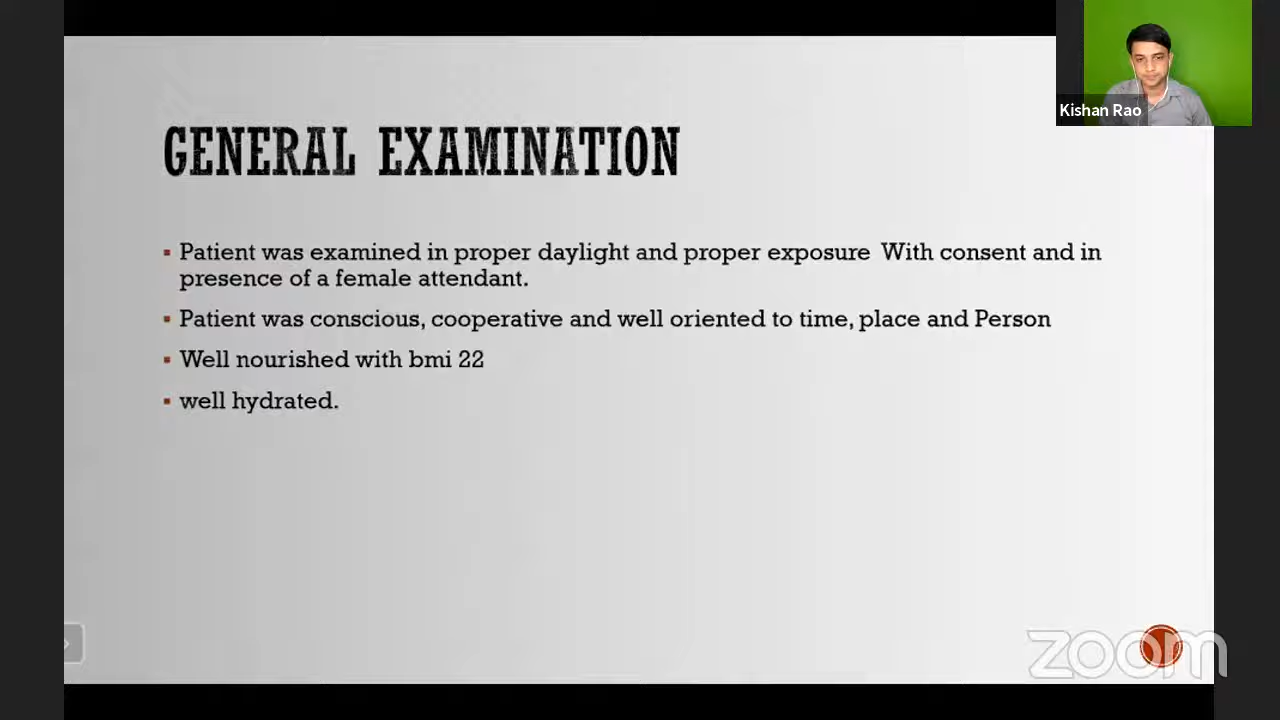 Kishan Rao
GENERAL EXAMINATION
Patient was examined in proper daylight and proper exposure With consent and in
presence of a female attendant.
Patient was conscious, cooperative and well oriented to time, place and Person
Well nourished with bmi 22
well hydrated.
zoom